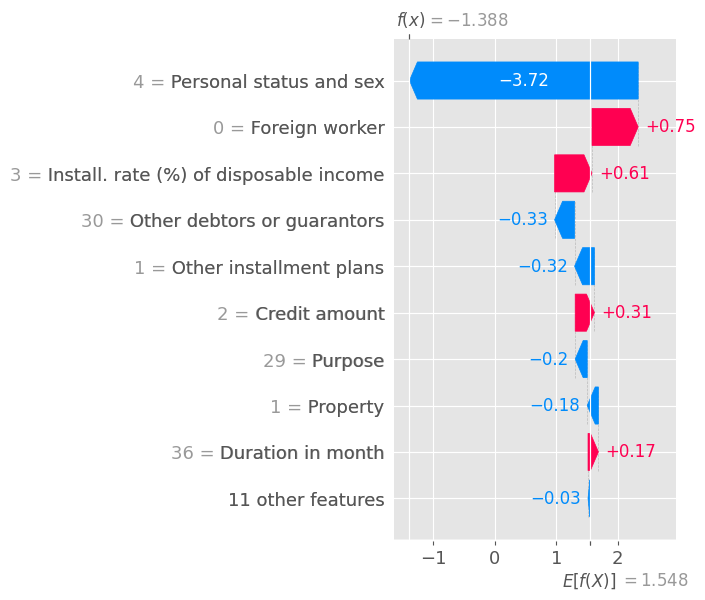 f(x) = −1.388
4 = Personal status and sex
−3.72
0 = Foreign worker
+0.75
3 = Install. rate (%) of disposable income
+0.61
30 = Other debtors or guarantors
−0.33
1 = Other installment plans
−0.32
2 = Credit amount
+0.31
29 = Purpose
−0.2
1 = Property
−0.18
36 = Duration in month
+0.17
11 other features
−0.03
−1 0 1 2
E[f(X)] = 1.548